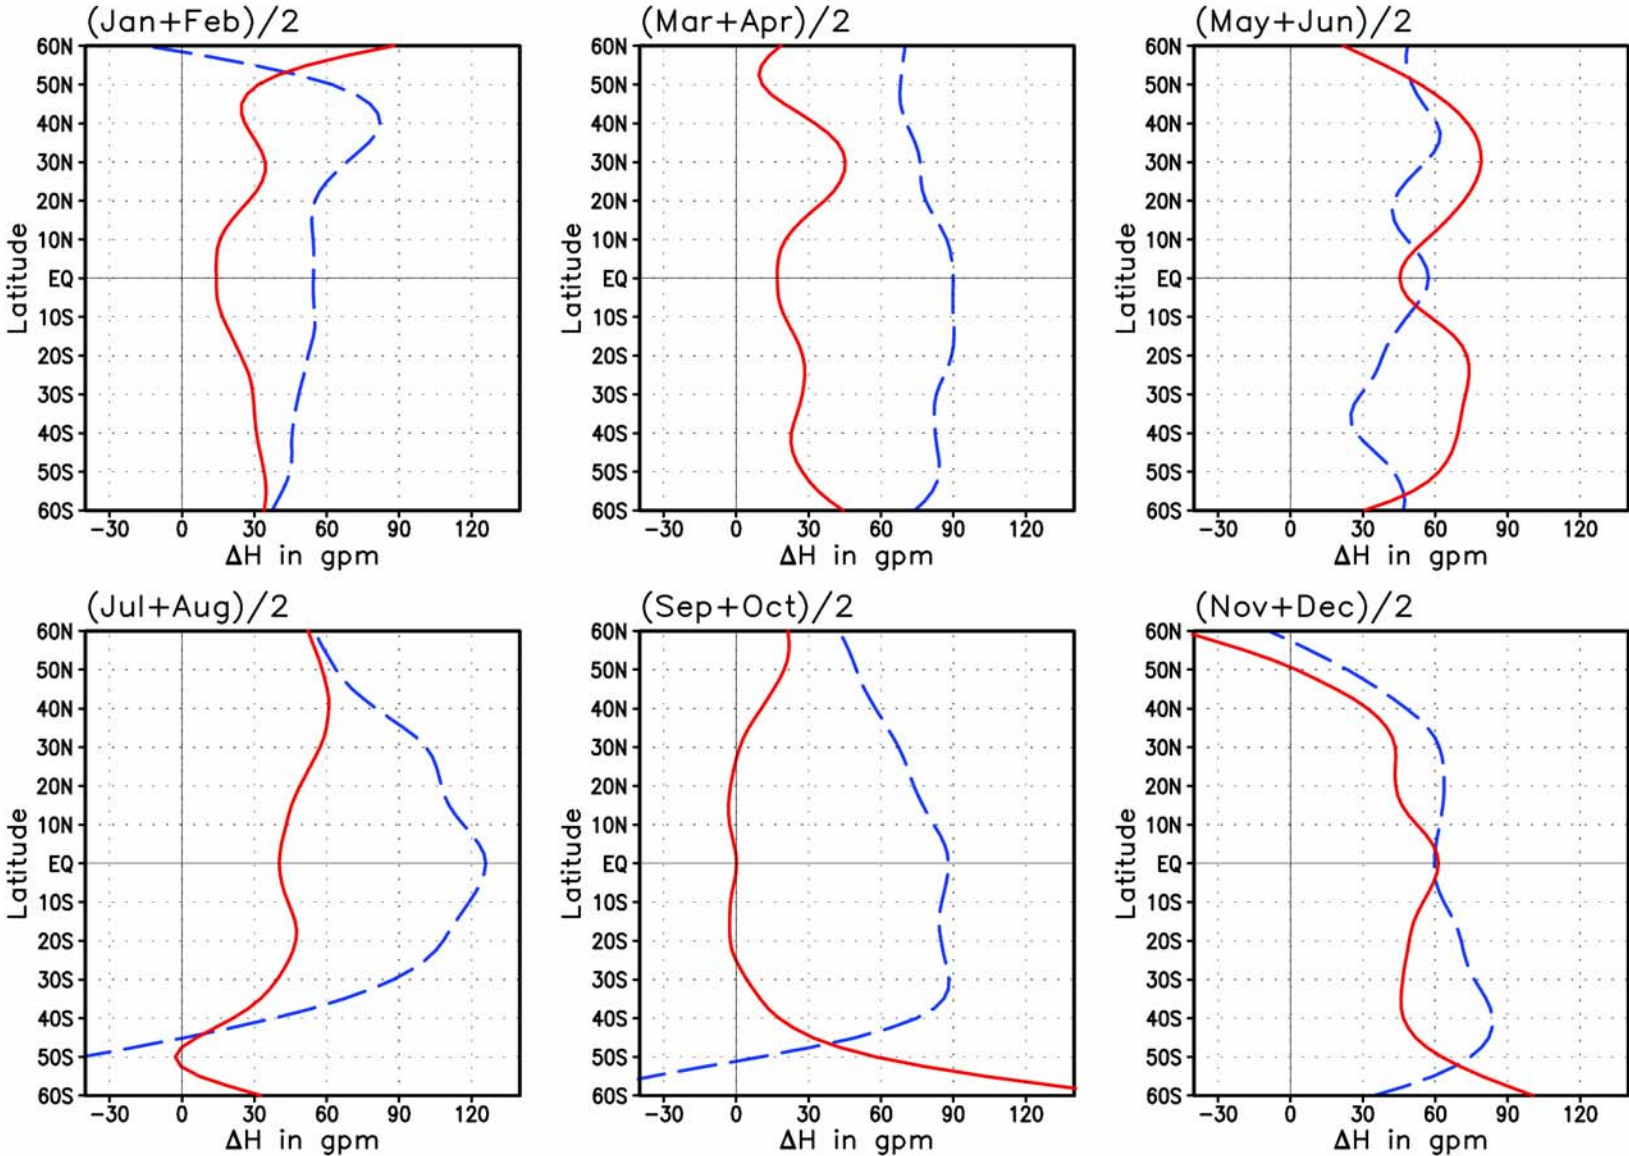 (Jan+Feb)/2
60N
50N
40N
30N
20N
10N
EQ
10S
20S
30S
40S
50S
60S
Latitude
−30 0 30 60 90 120
ΔH in gpm
(Mar+Apr)/2
60N
50N
40N
30N
20N
10N
EQ
10S
20S
30S
40S
50S
60S
Latitude
−30 0 30 60 90 120
ΔH in gpm
(May+Jun)/2
60N
50N
40N
30N
20N
10N
EQ
10S
20S
30S
40S
50S
60S
Latitude
−30 0 30 60 90 120
ΔH in gpm
(Jul+Aug)/2
60N
50N
40N
30N
20N
10N
EQ
10S
20S
30S
40S
50S
60S
Latitude
−30 0 30 60 90 120
ΔH in gpm
(Sep+Oct)/2
60N
50N
40N
30N
20N
10N
EQ
10S
20S
30S
40S
50S
60S
Latitude
−30 0 30 60 90 120
ΔH in gpm
(Nov+Dec)/2
60N
50N
40N
30N
20N
10N
EQ
10S
20S
30S
40S
50S
60S
Latitude
−30 0 30 60 90 120
ΔH in gpm